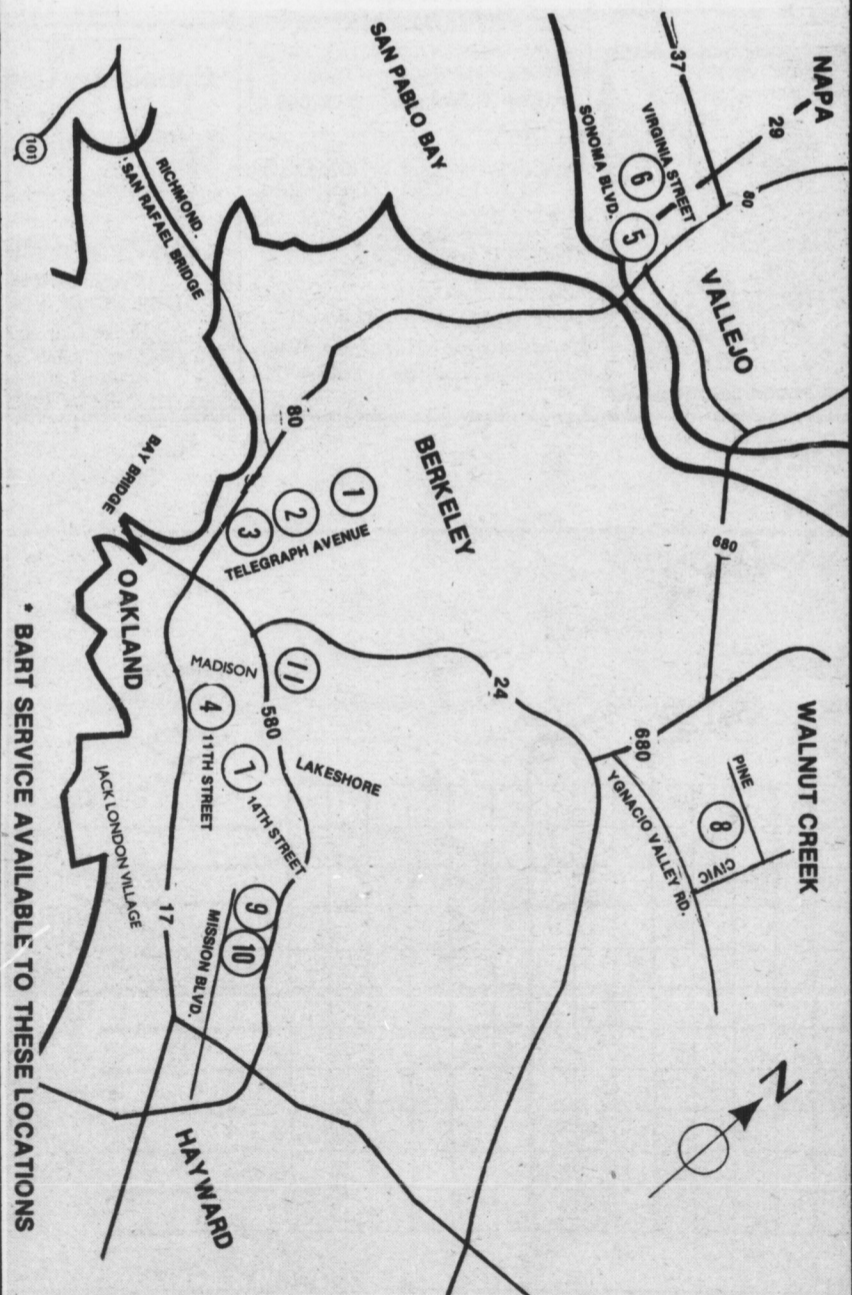 NAPA
29
37
80
VIRGINIA STREET
6
SONOMA BLVD.
5
VALLEJO
SAN PABLO BAY
101
RICHMOND.
SAN RAFAEL BRIDGE
80
BERKELEY
1
2
3
TELEGRAPH AVENUE
BAY BRIDGE
OAKLAND
680
WALNUT CREEK
680
PINE
8
CIVIC
YGNACIO VALLEY RD.
24
MADISON
11
4
580
11TH STREET
7
LAKESHORE
14TH STREET
JACK LONDON VILLAGE
17
9
10
MISSION BLVD.
HAYWARD
N
* BART SERVICE AVAILABLE TO THESE LOCATIONS